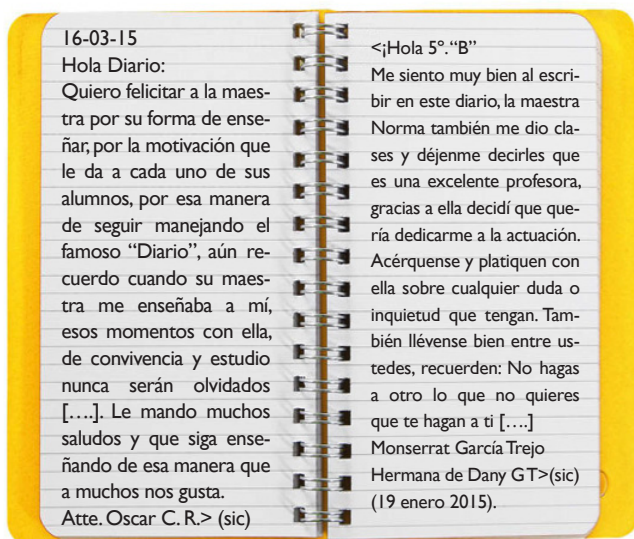 16-03-15
Hola Diario:
Quiero felicitar a la maes-
tra por su forma de ense-
ñar, por la motivación que
le da a cada uno de sus
alumnos, por esa manera
de seguir manejando el
famoso “Diario”, aún re-
cuerdo cuando su maes-
tra me enseñaba a mí,
esos momentos con ella,
de convivencia y estudio
nunca serán olvidados
[….]. Le mando muchos
saludos y que siga ense-
ñando de esa manera que
a muchos nos gusta.
Atte. Oscar C. R.> (sic)
<¡Hola 5º. “B”
Me siento muy bien al escri-
bir en este diario, la maestra
Norma también me dio cla-
ses y déjenme decirles que
es una excelente profesora,
gracias a ella decidí que que-
ría dedicarme a la actuación.
Acérquense y platiquen con
ella sobre cualquier duda o
inquietud que tengan. Tam-
bién llévense bien entre us-
tedes, recuerden: No hagas
a otro lo que no quieres
que te hagan a ti [….]
Monserrat García Trejo
Hermana de Dany GT>(sic)
(19 enero 2015).